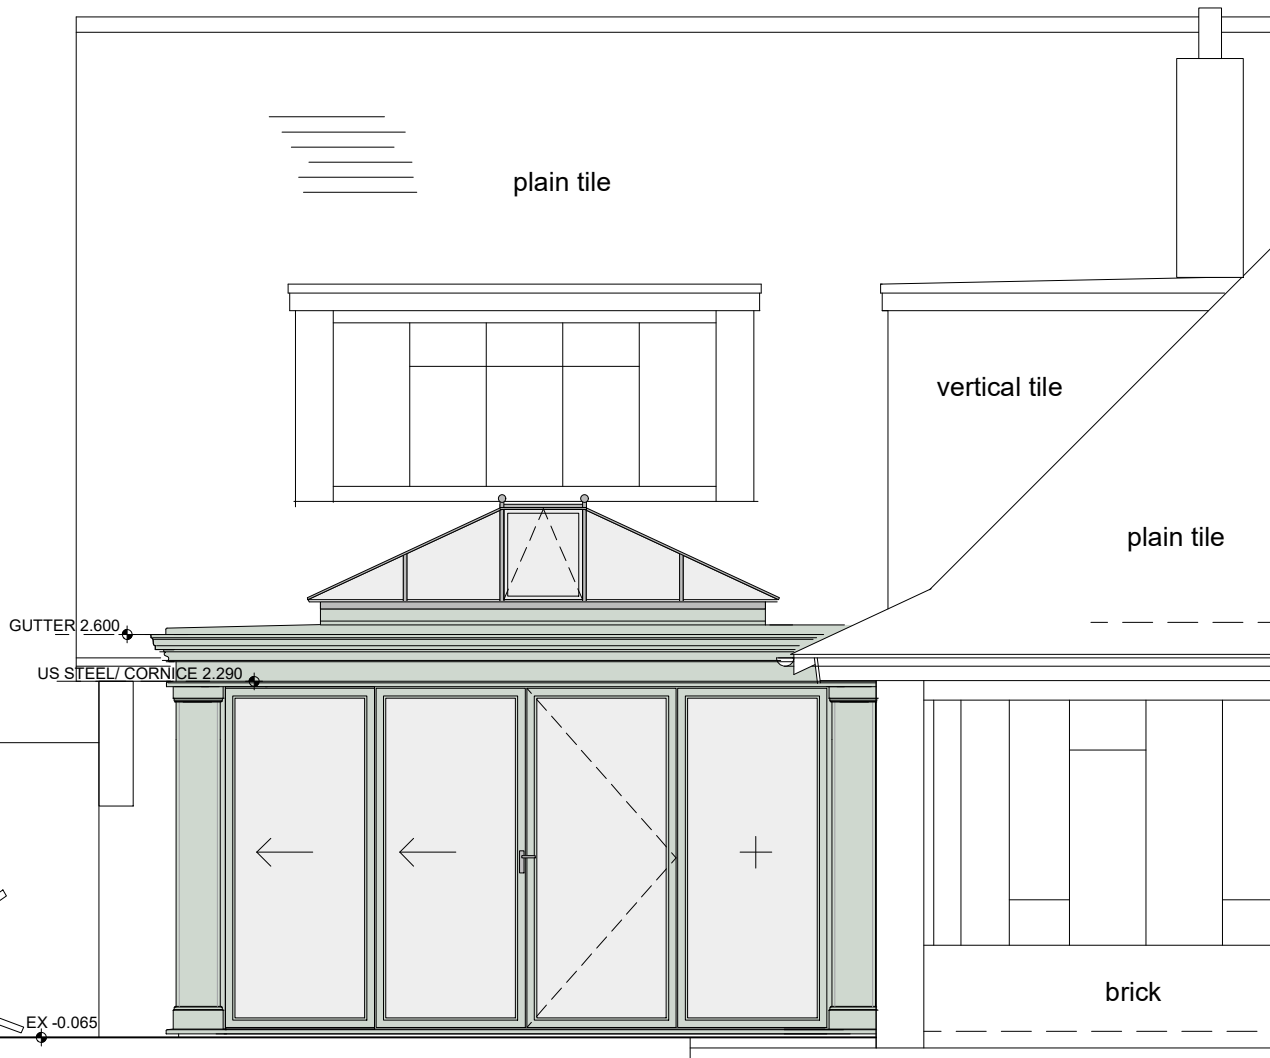 plain tile
vertical tile
plain tile
GUTTER 2.600
US STEEL/ CORNICE 2.290
brick
EX -0.065